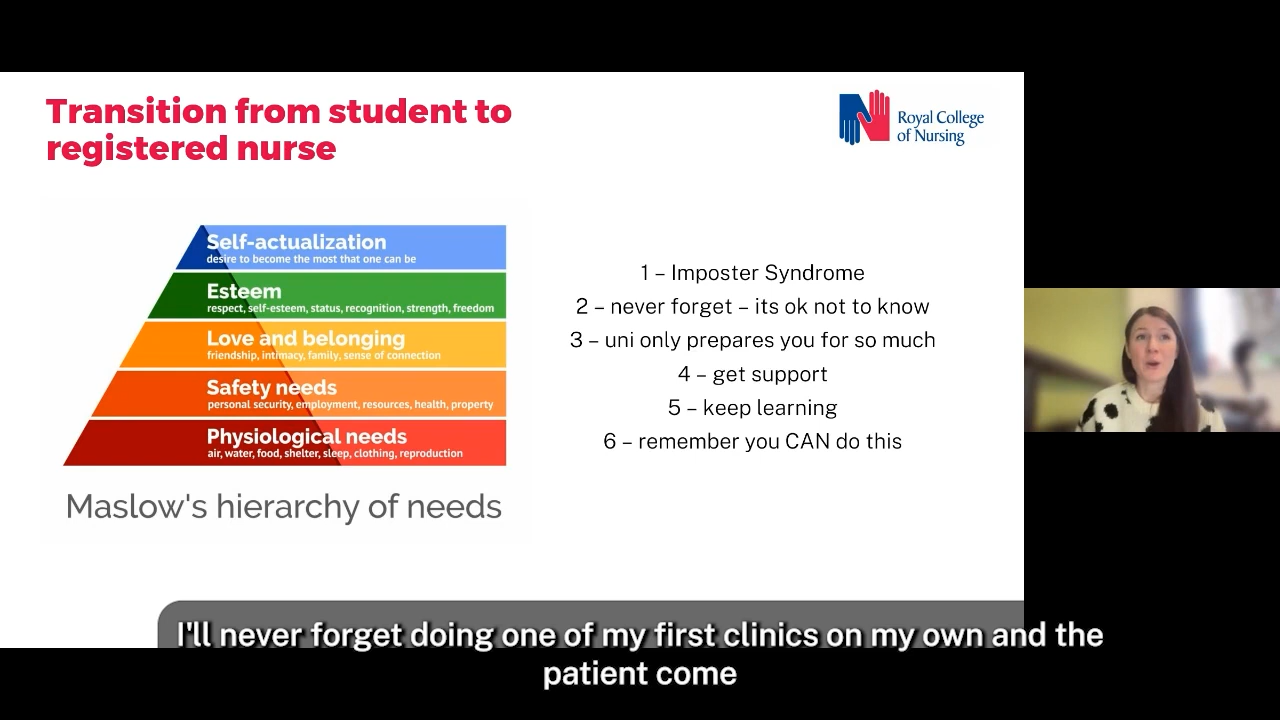 Transition from student to
registered nurse
Royal College
of Nursing
Self-actualization
desire to become the most that one can be
Esteem
respect, self-esteem, status, recognition, strength, freedom
Love and belonging
friendship, intimacy, family, sense of connection
Safety needs
personal security, employment, resources, health, property
Physiological needs
air, water, food, shelter, sleep, clothing, reproduction
Maslow's hierarchy of needs
1 – Imposter Syndrome
2 – never forget – its ok not to know
3 – uni only prepares you for so much
4 – get support
5 – keep learning
6 – remember you CAN do this
I'll never forget doing one of my first clinics on my own and the
patient come